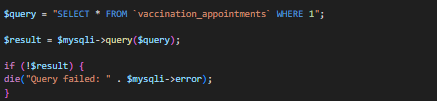 $query = "SELECT * FROM `vaccination_appointments` WHERE 1";
$result = $mysqli->query($query);
if (!$result) {
die("Query failed: " . $mysqli->error);
}